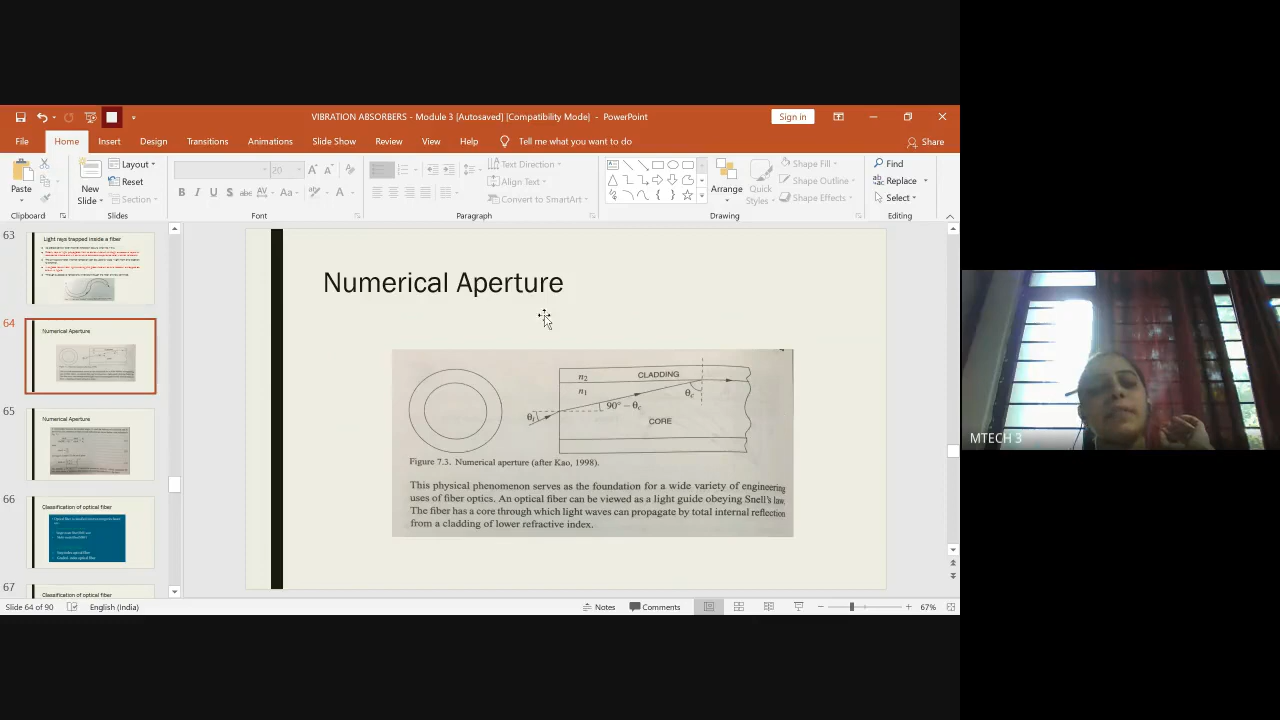 VIBRATION ABSORBERS - Module 3 [Autosaved] [Compatibility Mode] - PowerPoint
Sign in
File Home Insert Design Transitions Animations Slide Show Review View Help Tell me what you want to do
Share
Paste
New
Slide
Layout
Reset
Section
20
Text Direction
Align Text
Convert to SmartArt
Arrange
Quick
Styles
Shape Fill
Shape Outline
Shape Effects
Find
Replace
Select
Clipboard Slides Font Paragraph Drawing Editing
63
Light rays trapped inside a fiber
64
Numerical Aperture
65
Numerical Aperture
66
Classification of optical fiber
67
Classification of optical fiber
Numerical Aperture
n₂ CLADDING
n₁
θc
θi 90° − θc
CORE
Figure 7.3. Numerical aperture (after Kao, 1998).
This physical phenomenon serves as the foundation for a wide variety of engineering
uses of fiber optics. An optical fiber can be viewed as a light guide obeying Snell's law.
The fiber has a core through which light waves can propagate by total internal reflection
from a cladding of lower refractive index.
MTECH 3
Slide 64 of 90 English (India) Notes Comments 67%